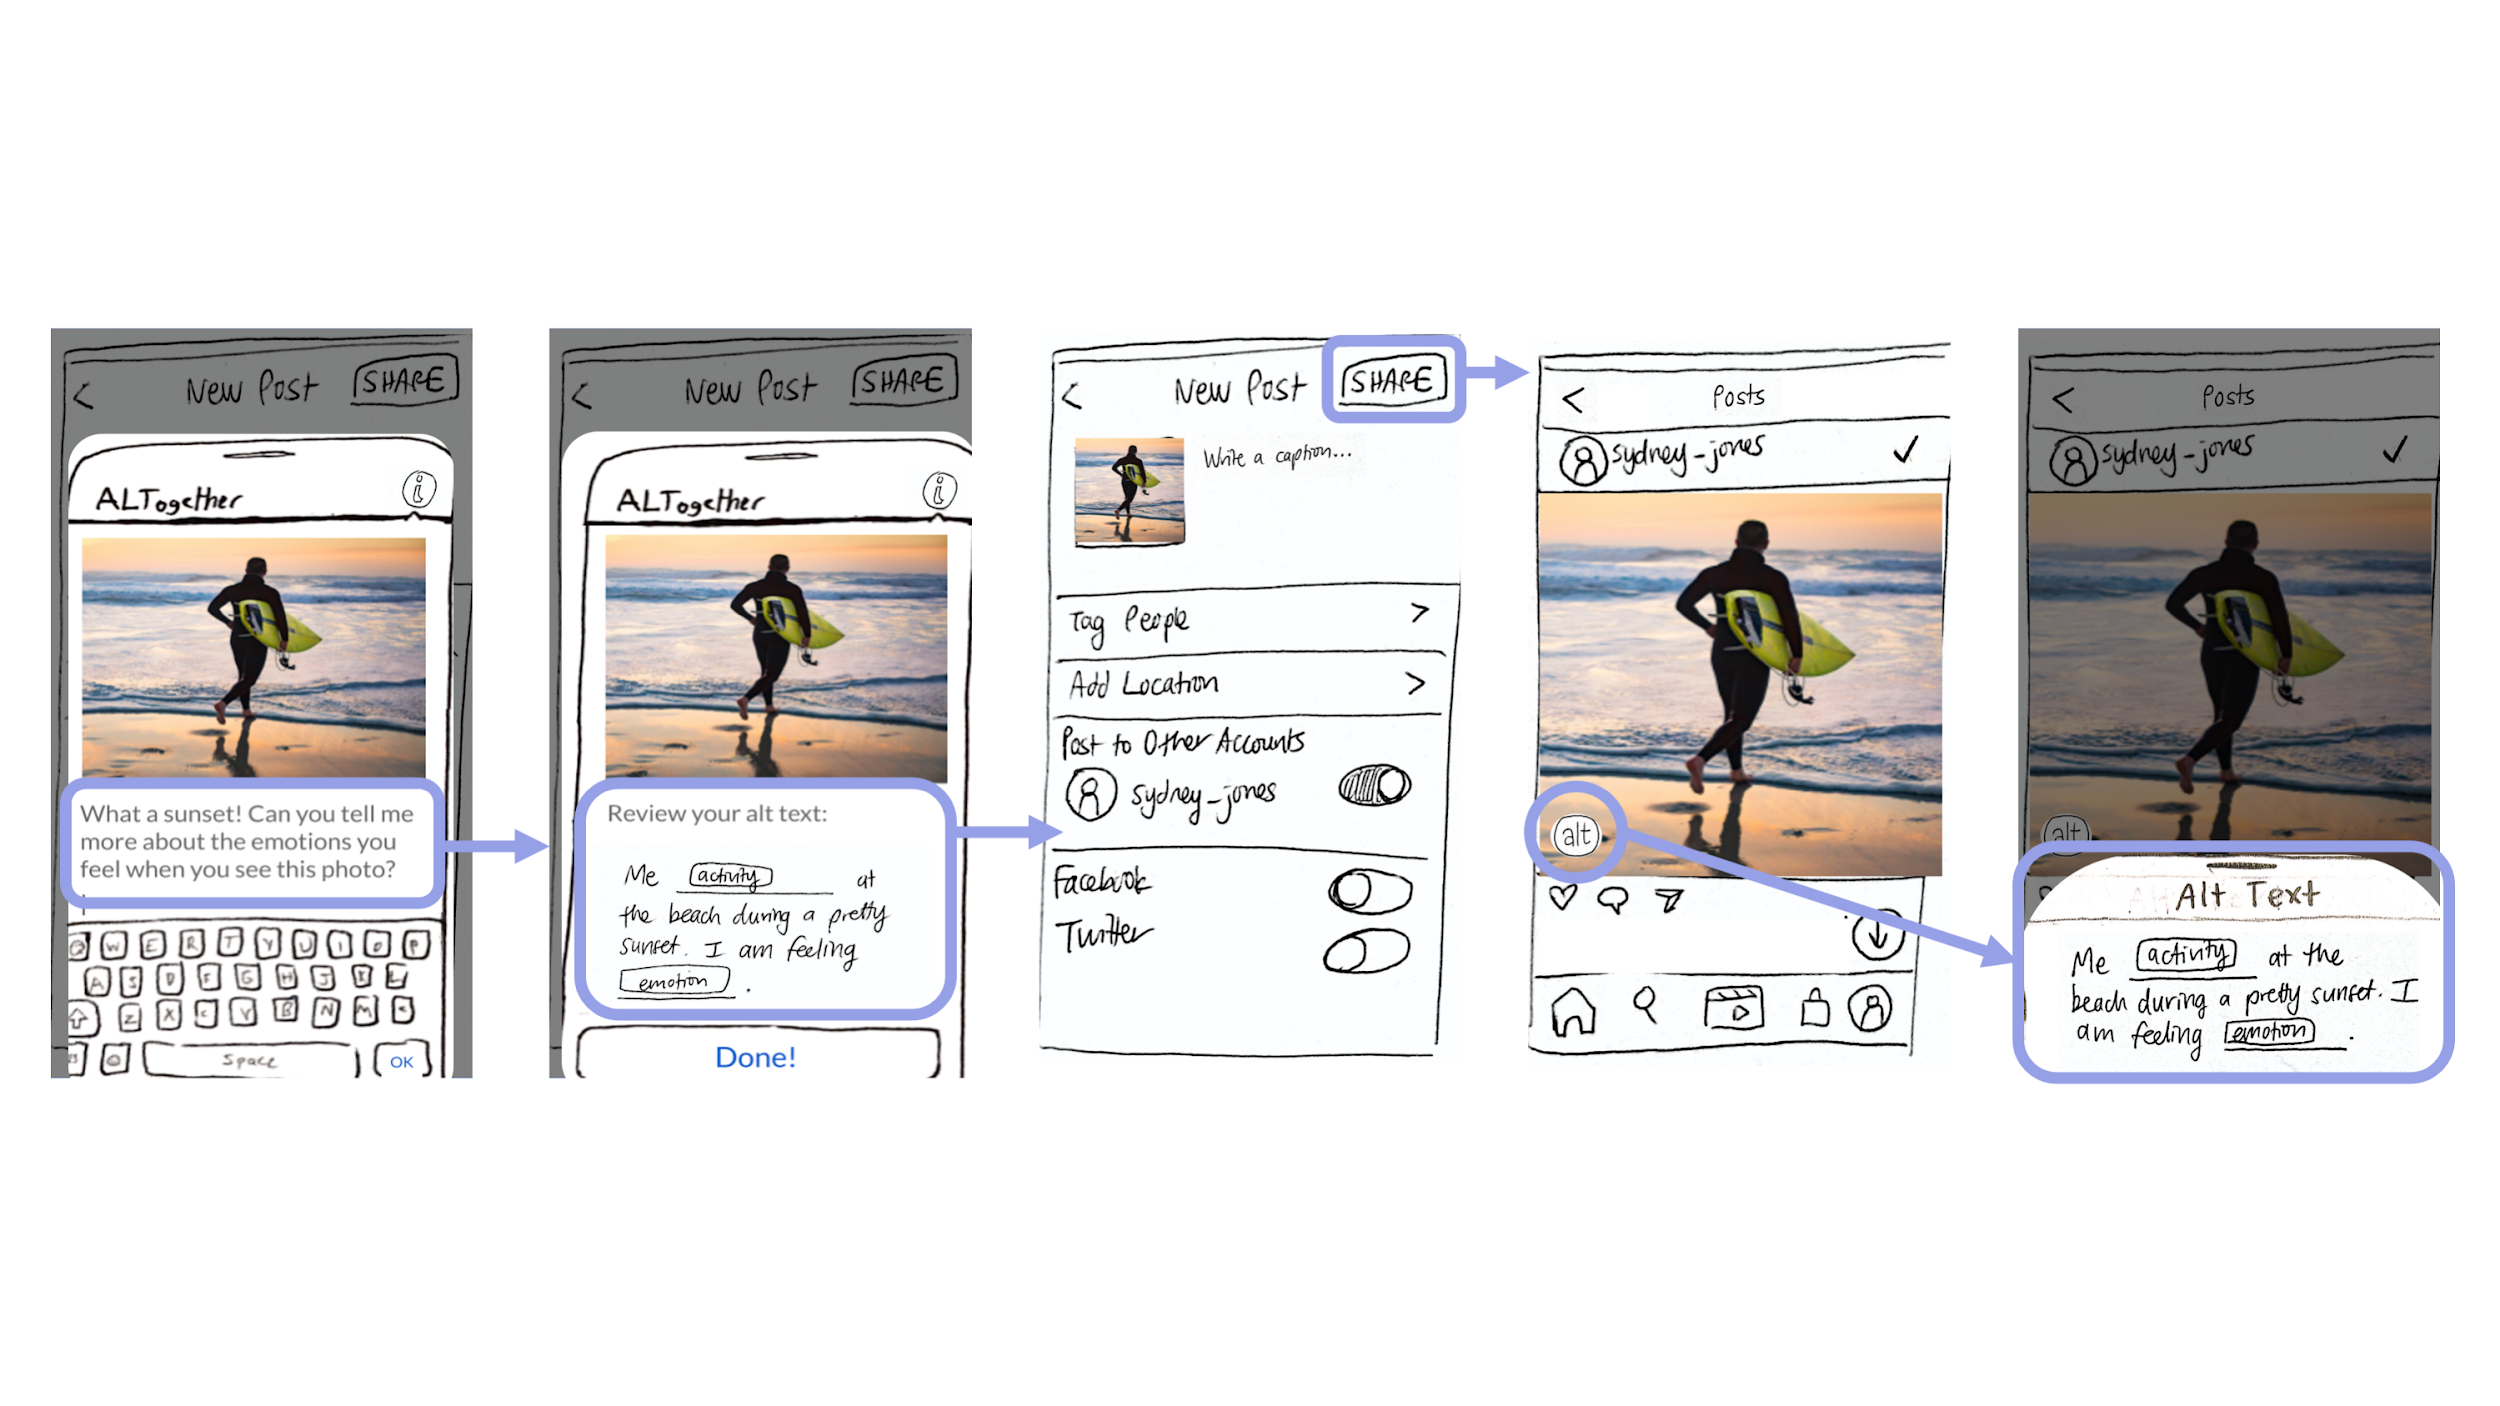 <
New Post
SHARE
ALTogether
i
What a sunset! Can you tell me
more about the emotions you
feel when you see this photo?
Q W E R T Y U I O P
A S D F G H J K L
Z X C V B N M
Space
OK
<
New Post
SHARE
ALTogether
i
Review your alt text:
Me activity at
the beach during a pretty
sunset. I am feeling
emotion .
Done!
<
New Post
SHARE
Write a caption...
Tag People >
Add Location >
Post to Other Accounts
sydney_jones
Facebook
Twitter
<
Posts
sydney_jones
alt
<
Posts
sydney_jones
alt
Alt Text
Me activity at the
beach during a pretty sunset. I
am feeling emotion .